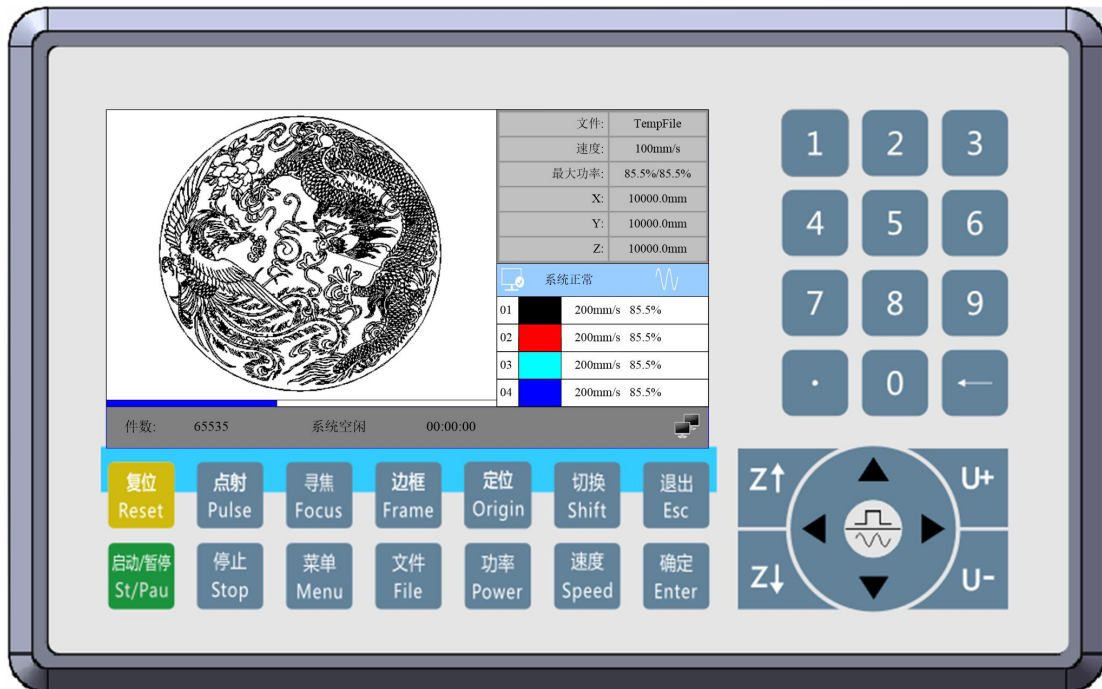 文件: TempFile
速度: 100mm/s
最大功率: 85.5%/85.5%
X: 10000.0mm
Y: 10000.0mm
Z: 10000.0mm
系统正常
01 200mm/s 85.5%
02 200mm/s 85.5%
03 200mm/s 85.5%
04 200mm/s 85.5%
件数: 65535 系统空闲 00:00:00
复位 点射 寻焦 边框 定位 切换 退出
Reset Pulse Focus Frame Origin Shift Esc
启动/暂停 停止 菜单 文件 功率 速度 确定
St/Pau Stop Menu File Power Speed Enter
1 2 3
4 5 6
7 8 9
. 0 ←
Z↑ U+
Z↓ U-